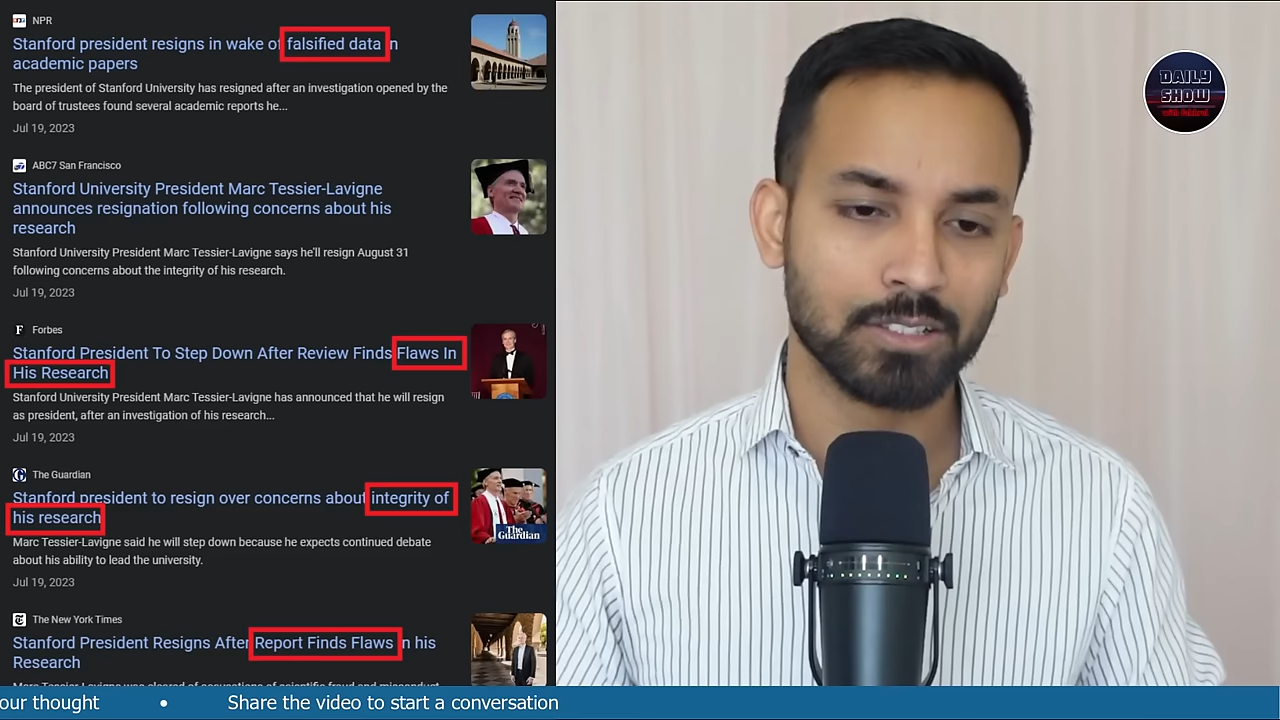 NPR
Stanford president resigns in wake of falsified data in
academic papers
The president of Stanford University has resigned after an investigation opened by the
board of trustees found several academic reports he...
Jul 19, 2023
ABC7 San Francisco
Stanford University President Marc Tessier-Lavigne
announces resignation following concerns about his
research
Stanford University President Marc Tessier-Lavigne says he'll resign August 31
following concerns about the integrity of his research.
Jul 19, 2023
F Forbes
Stanford President To Step Down After Review Finds Flaws In
His Research
Stanford University President Marc Tessier-Lavigne has announced that he will resign
as president, after an investigation of his research...
Jul 19, 2023
The Guardian
Stanford president to resign over concerns about integrity of
his research
Marc Tessier-Lavigne said he will step down because he expects continued debate
about his ability to lead the university.
Jul 19, 2023
The Guardian
The New York Times
Stanford President Resigns After Report Finds Flaws in his
Research
DAILY
SHOW
our thought • Share the video to start a conversation